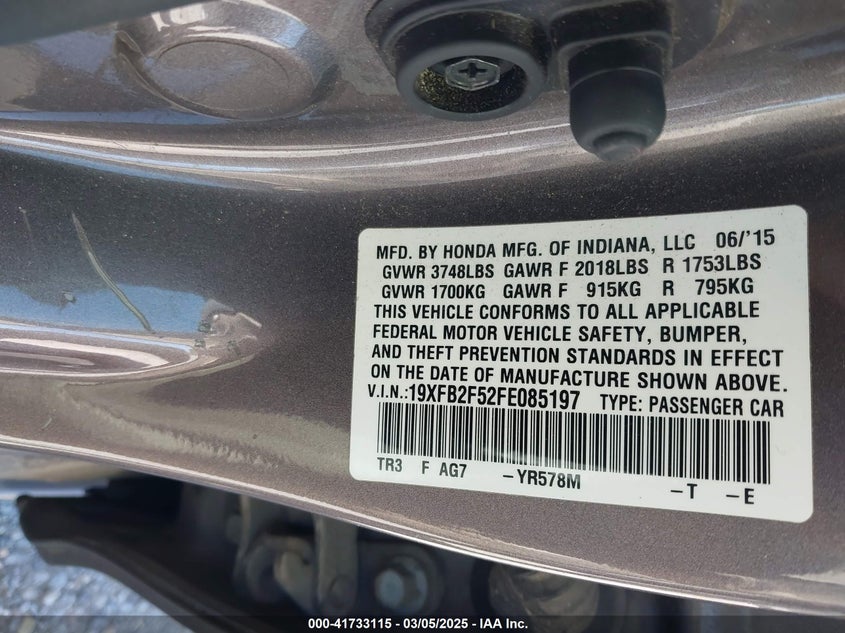 MFD. BY HONDA MFG. OF INDIANA, LLC 06/'15
GVWR 3748LBS GAWR F 2018LBS R 1753LBS
GVWR 1700KG GAWR F 915KG R 795KG
THIS VEHICLE CONFORMS TO ALL APPLICABLE
FEDERAL MOTOR VEHICLE SAFETY, BUMPER,
AND THEFT PREVENTION STANDARDS IN EFFECT
ON THE DATE OF MANUFACTURE SHOWN ABOVE.
V.I.N.:19XFB2F52FE085197 TYPE: PASSENGER CAR
TR3 F AG7 -YR578M -T -E
000-41733115 - 03/05/2025 - IAA Inc.